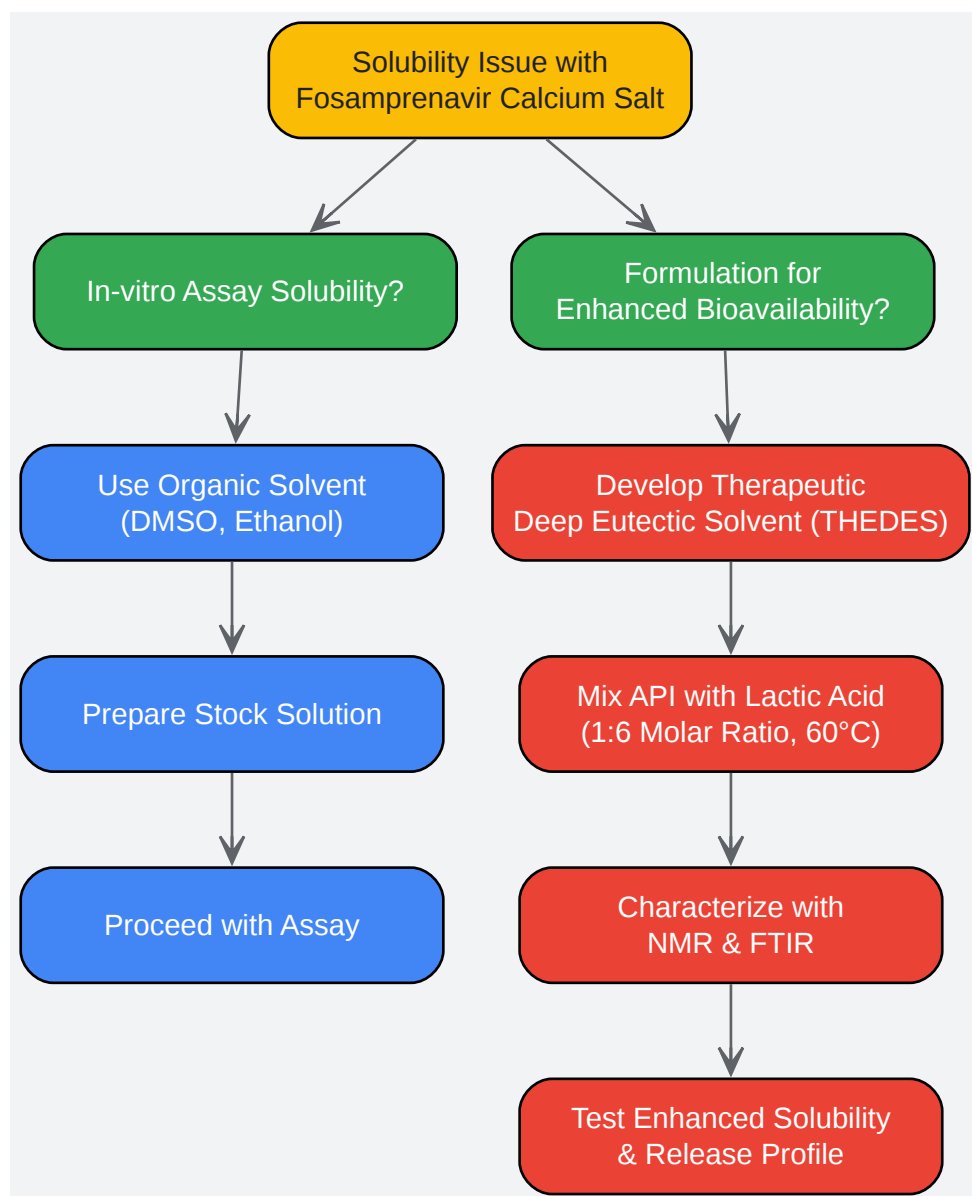 Solubility Issue with
Fosamprenavir Calcium Salt
In-vitro Assay Solubility?
Formulation for
Enhanced Bioavailability?
Use Organic Solvent
(DMSO, Ethanol)
Develop Therapeutic
Deep Eutectic Solvent (THEDES)
Prepare Stock Solution
Mix API with Lactic Acid
(1:6 Molar Ratio, 60°C)
Proceed with Assay
Characterize with
NMR & FTIR
Test Enhanced Solubility
& Release Profile